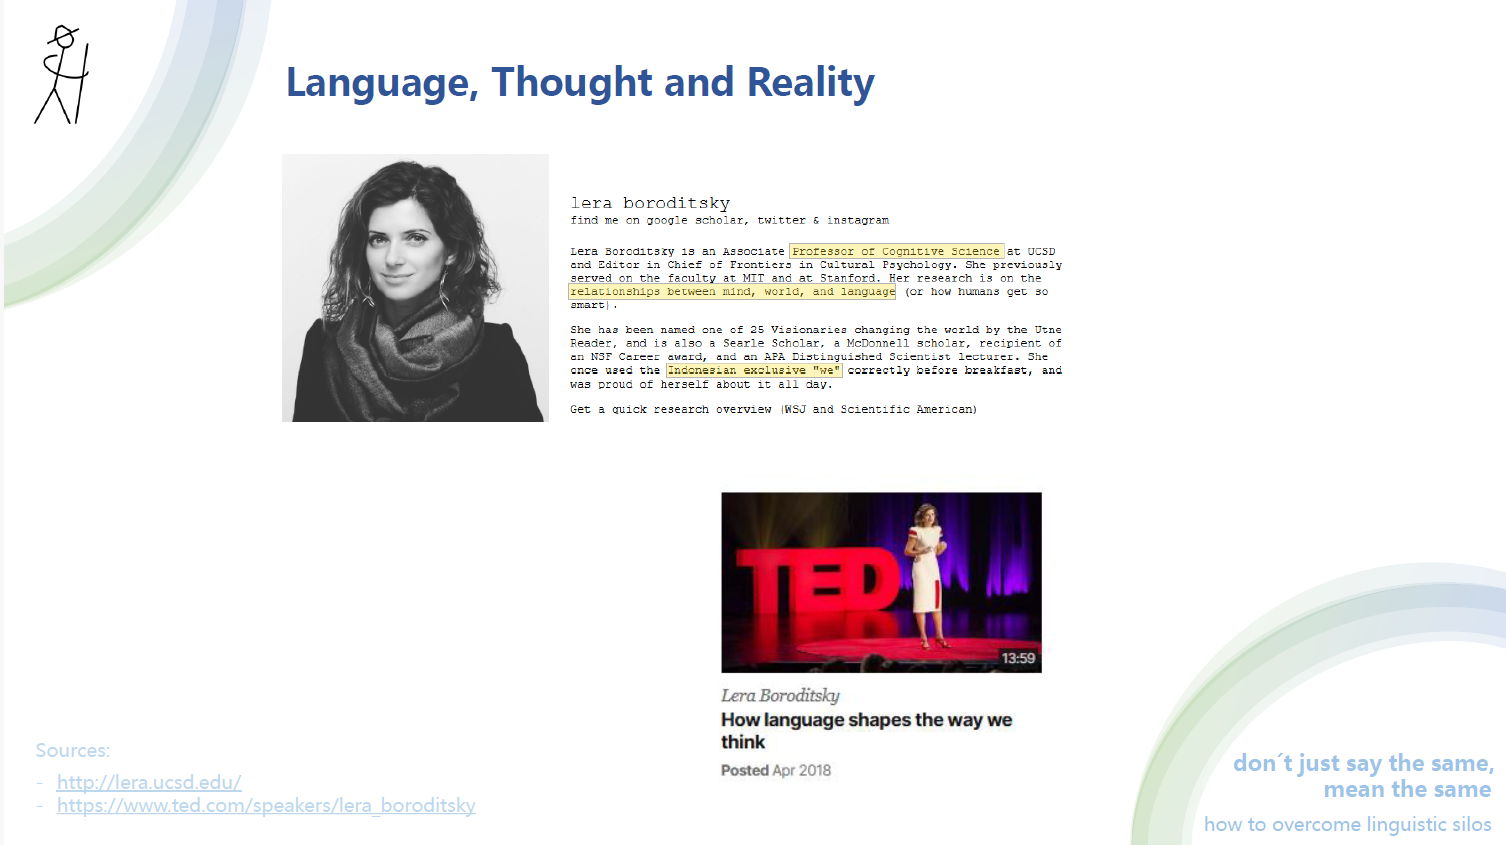 Language, Thought and Reality
lera boroditsky
find me on google scholar, twitter & instagram
Lera Boroditsky is an Associate Professor of Cognitive Science at UCSD
and Editor in Chief of Frontiers in Cultural Psychology. She previously
served on the faculty at MIT and at Stanford. Her research is on the
relationships between mind, world, and language (or how humans get so
smart).
She has been named one of 25 Visionaries changing the world by the Utne
Reader, and is also a Searle Scholar, a McDonnell scholar, recipient of
an NSF Career award, and an APA Distinguished Scientist lecturer. She
once used the Indonesian exclusive "we" correctly before breakfast, and
was proud of herself about it all day.
Get a quick research overview (WSJ and Scientific American)
TED
13:59
Lera Boroditsky
How language shapes the way we
think
Posted Apr 2018
Sources:
- http://lera.ucsd.edu/
- https://www.ted.com/speakers/lera_boroditsky
don´t just say the same,
mean the same
how to overcome linguistic silos